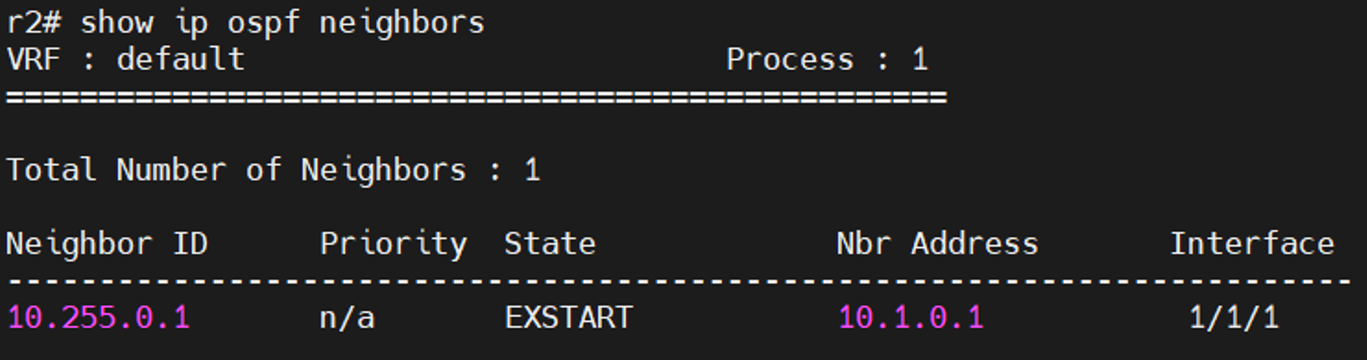 r2# show ip ospf neighbors
VRF : default                          Process : 1
===================================================
Total Number of Neighbors : 1
Neighbor ID      Priority  State             Nbr Address       Interface
-------------------------------------------------------------------------
10.255.0.1       n/a       EXSTART           10.1.0.1           1/1/1